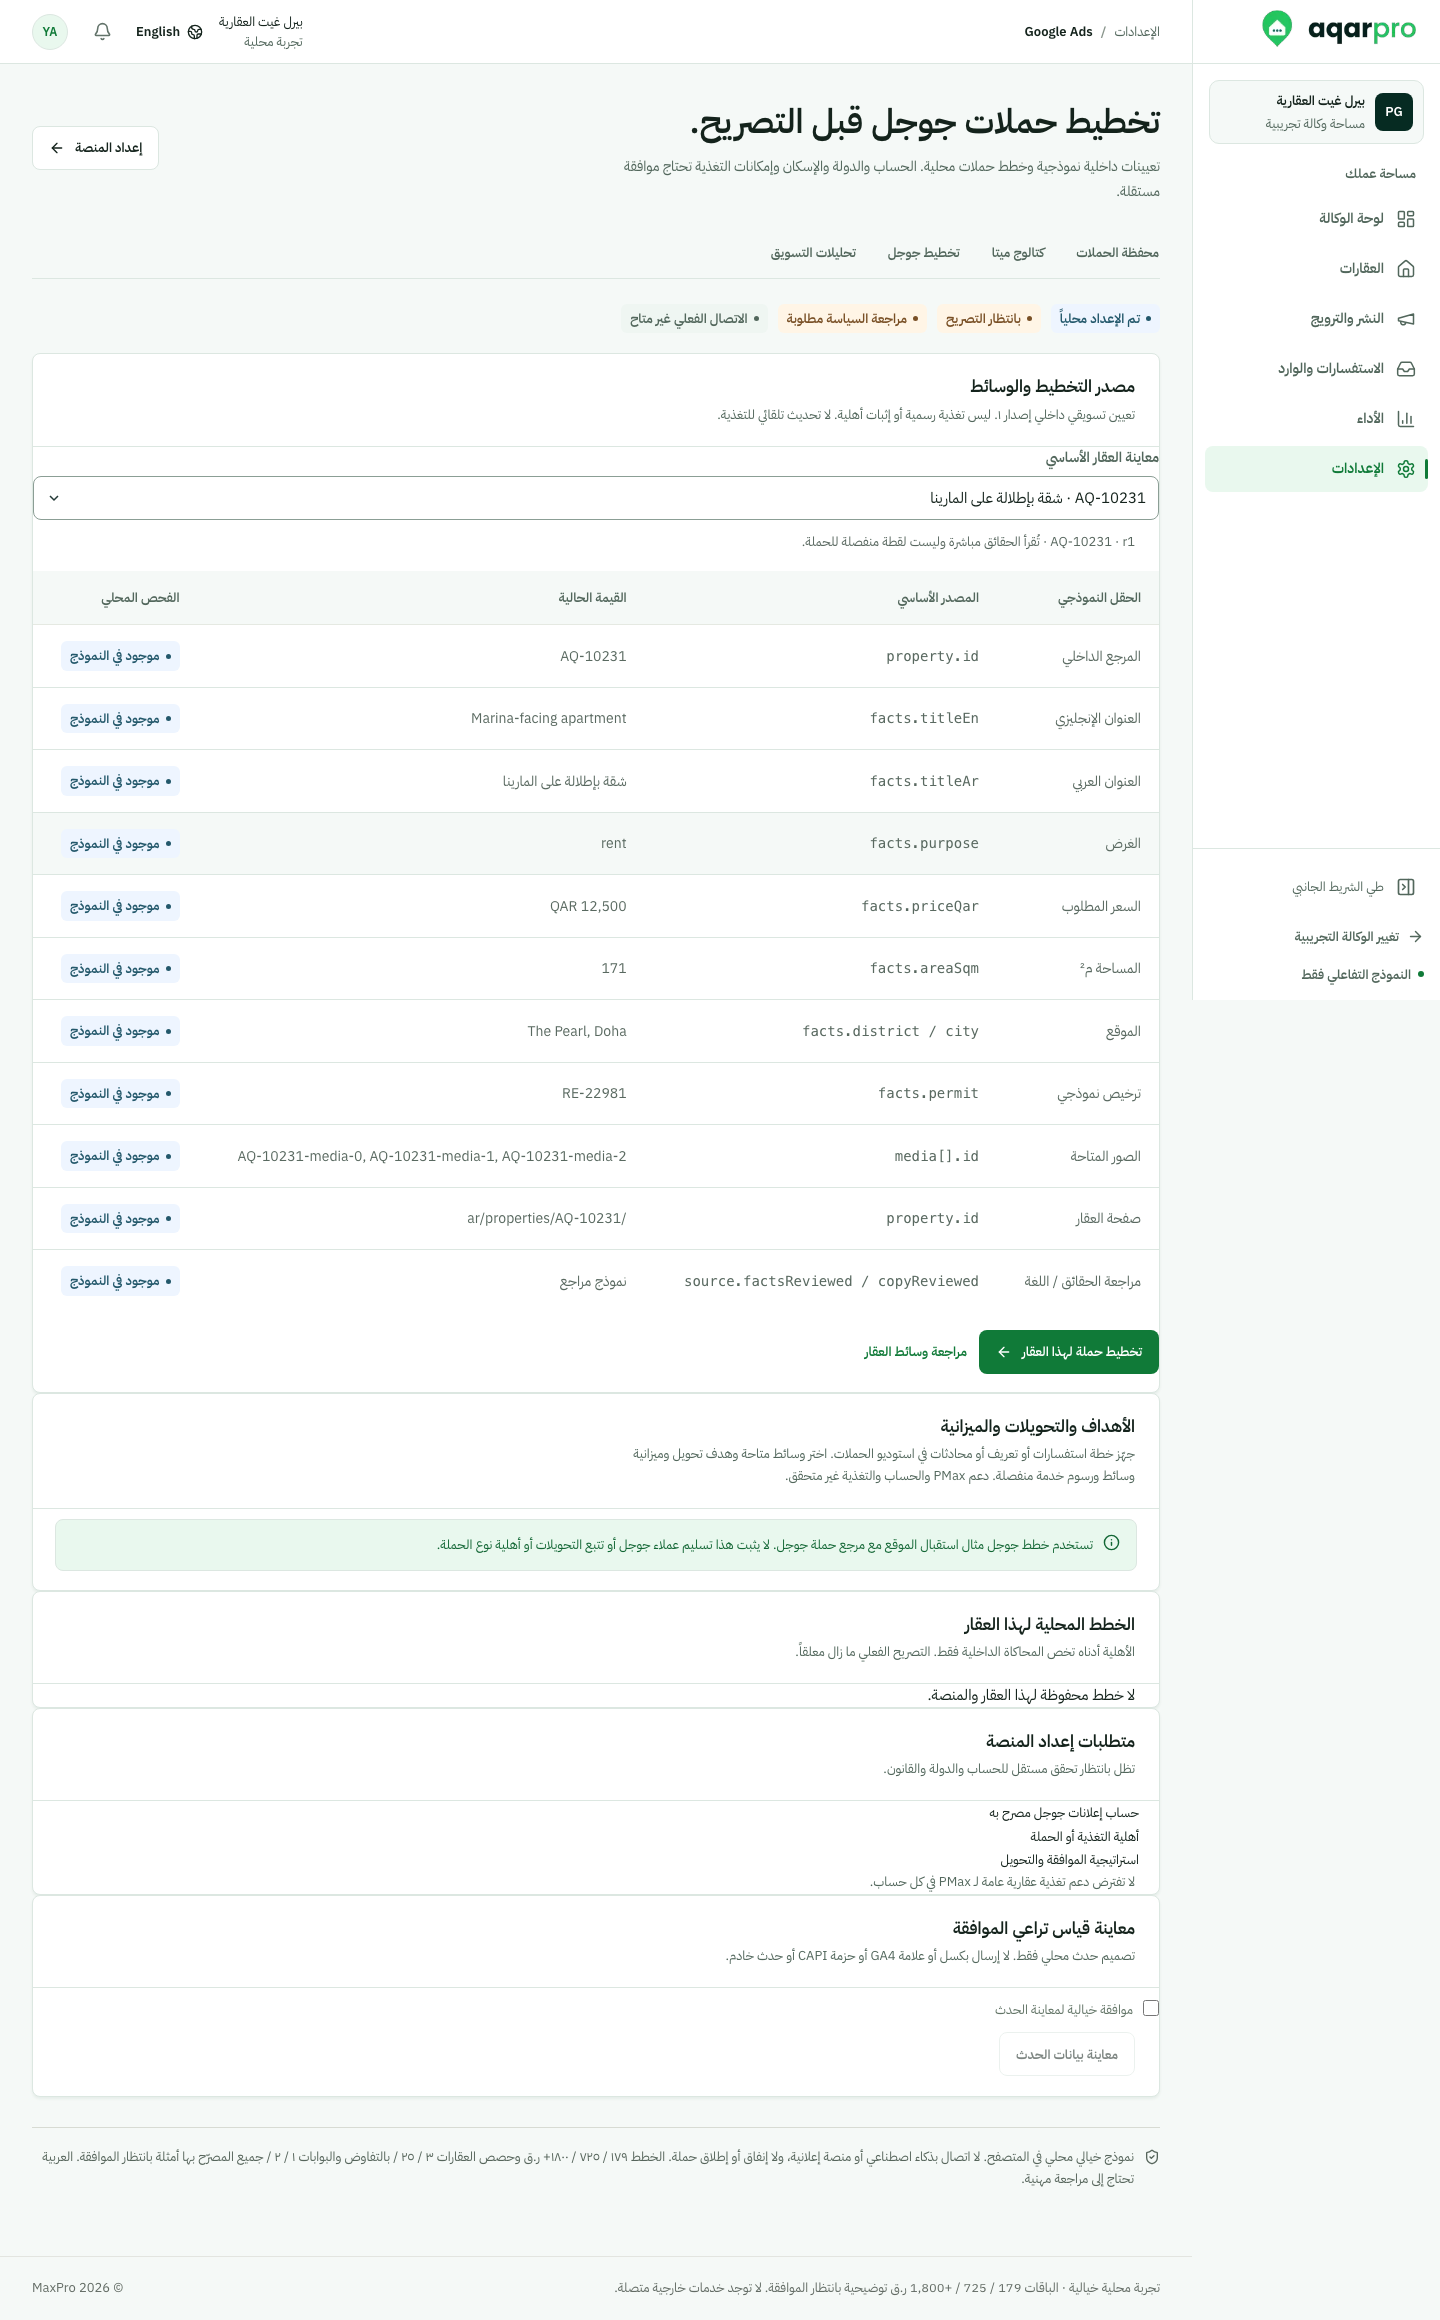 aqarpro
الإعدادات / Google Ads
بيرل غيت العقارية
تجربة محلية
English
YA
PG
بيرل غيت العقارية
مساحة وكالة تجريبية
مساحة عملك
لوحة الوكالة
العقارات
النشر والترويج
الاستفسارات والوارد
الأداء
الإعدادات
طي الشريط الجانبي
تغيير الوكالة التجريبية
النموذج التفاعلي فقط
تخطيط حملات جوجل قبل التصريح.
تعيينات داخلية نموذجية وخطط حملات محلية. الحساب والدولة والإسكان وإمكانات التغذية تحتاج موافقة
مستقلة.
إعداد المنصة
محفظة الحملات
كتالوج ميتا
تخطيط جوجل
تحليلات التسويق
تم الإعداد محلياً
بانتظار التصريح
مراجعة السياسة مطلوبة
الاتصال الفعلي غير متاح
مصدر التخطيط والوسائط
تعيين تسويقي داخلي إصدار ١. ليس تغذية رسمية أو إثبات أهلية. لا تحديث تلقائي للتغذية.
معاينة العقار الأساسي
AQ-10231 · شقة بإطلالة على المارينا
AQ-10231 · r1 · تُقرأ الحقائق مباشرة وليست لقطة منفصلة للحملة.
الحقل النموذجي	المصدر الأساسي	القيمة الحالية	الفحص المحلي
المرجع الداخلي	property.id	AQ-10231	موجود في النموذج
العنوان الإنجليزي	facts.titleEn	Marina-facing apartment	موجود في النموذج
العنوان العربي	facts.titleAr	شقة بإطلالة على المارينا	موجود في النموذج
الغرض	facts.purpose	rent	موجود في النموذج
السعر المطلوب	facts.priceQar	QAR 12,500	موجود في النموذج
المساحة م²	facts.areaSqm	171	موجود في النموذج
الموقع	facts.district / city	The Pearl, Doha	موجود في النموذج
ترخيص نموذجي	facts.permit	RE-22981	موجود في النموذج
الصور المتاحة	media[].id	AQ-10231-media-0, AQ-10231-media-1, AQ-10231-media-2	موجود في النموذج
صفحة العقار	property.id	ar/properties/AQ-10231/	موجود في النموذج
مراجعة الحقائق / اللغة	source.factsReviewed / copyReviewed	نموذج مراجع	موجود في النموذج
تخطيط حملة لهذا العقار
مراجعة وسائط العقار
الأهداف والتحويلات والميزانية
جهّز خطة استفسارات أو تعريف أو محادثات في استوديو الحملات. اختر وسائط متاحة وهدف تحويل وميزانية
وسائط ورسوم خدمة منفصلة. دعم PMax والحساب والتغذية غير متحقق.
تستخدم خطط جوجل مثال استقبال الموقع مع مرجع حملة جوجل. لا يثبت هذا تسليم عملاء جوجل أو تتبع التحويلات أو أهلية نوع الحملة.
الخطط المحلية لهذا العقار
الأهلية أدناه تخص المحاكاة الداخلية فقط. التصريح الفعلي ما زال معلقاً.
لا خطط محفوظة لهذا العقار والمنصة.
متطلبات إعداد المنصة
تظل بانتظار تحقق مستقل للحساب والدولة والقانون.
حساب إعلانات جوجل مصرح به
أهلية التغذية أو الحملة
استراتيجية الموافقة والتحويل
لا تفترض دعم تغذية عقارية عامة لـ PMax في كل حساب.
معاينة قياس تراعي الموافقة
تصميم حدث محلي فقط. لا إرسال بكسل أو علامة GA4 أو حزمة CAPI أو حدث خادم.
موافقة خيالية لمعاينة الحدث
معاينة بيانات الحدث
نموذج خيالي محلي في المتصفح. لا اتصال بذكاء اصطناعي أو منصة إعلانية، ولا إنفاق أو إطلاق حملة. الخطط ١٧٩ / ٧٢٥ / ١٨٠٠+ ر.ق وحصص العقارات ٣ / ٢٥ / بالتفاوض والبوابات ١ / ٢ / جميع المصرّح بها أمثلة بانتظار الموافقة. العربية
تحتاج إلى مراجعة مهنية.
تجربة محلية خيالية · الباقات 179 / 725 / +1,800 ر.ق توضيحية بانتظار الموافقة. لا توجد خدمات خارجية متصلة.
© 2026 MaxPro